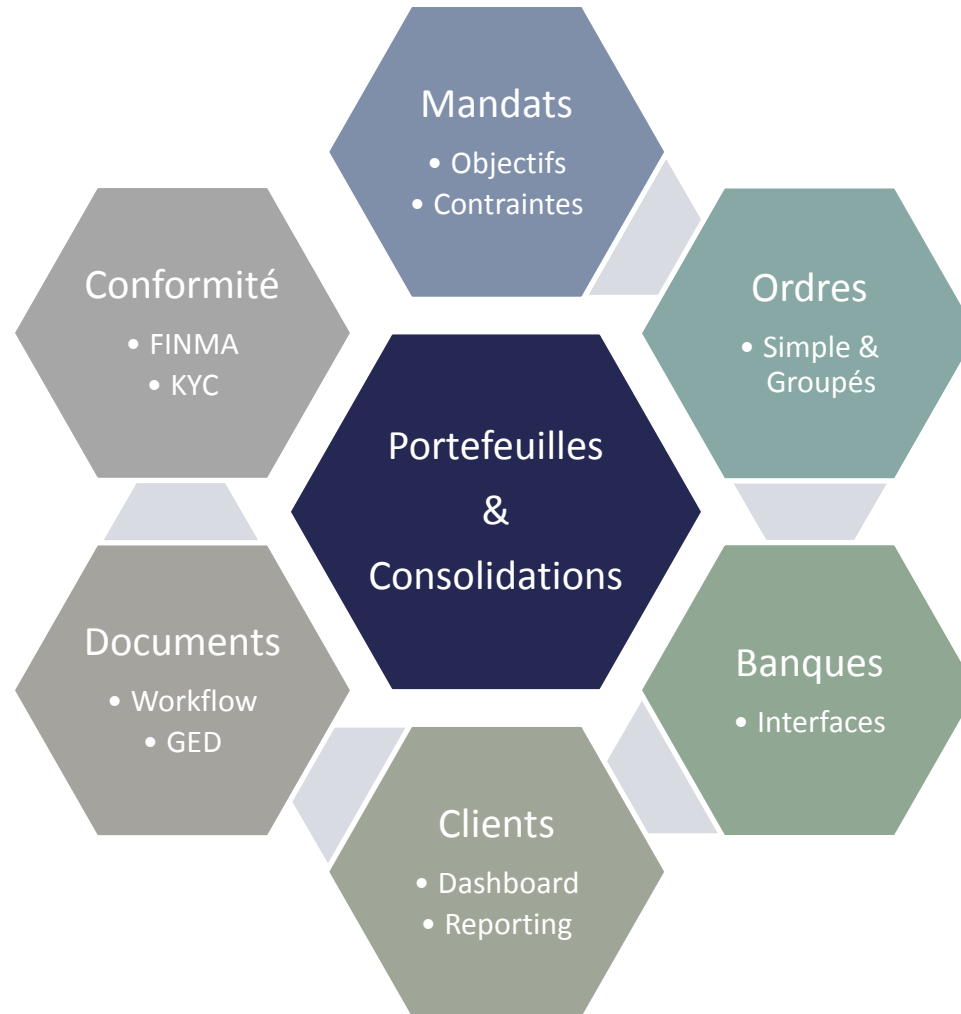 Mandats
• Objectifs
• Contraintes
Ordres
• Simple &
Groupés
Banques
• Interfaces
Clients
• Dashboard
• Reporting
Documents
• Workflow
• GED
Conformité
• FINMA
• KYC
Portefeuilles
&
Consolidations